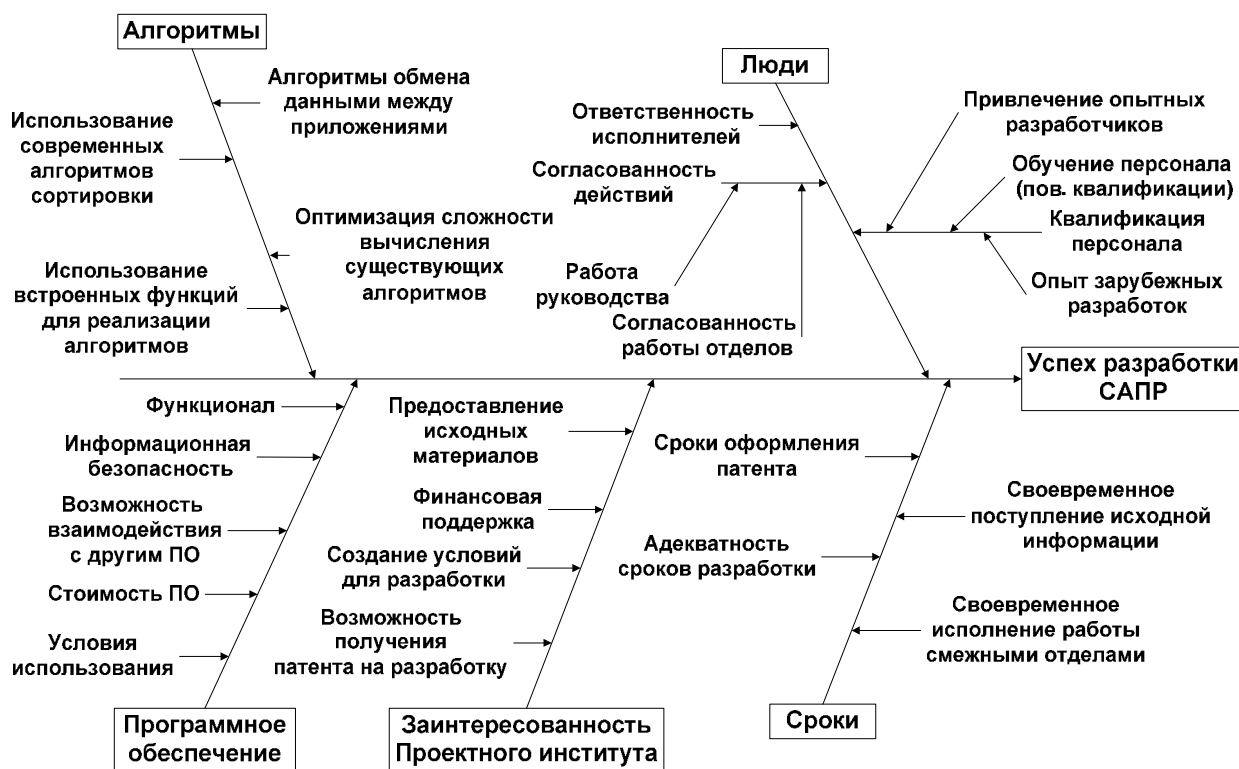 Алгоритмы
Алгоритмы обмена
данными между
приложениями
Использование
современных
алгоритмов
сортировки
Оптимизация сложности
вычисления
существующих
алгоритмов
Использование
встроенных функций
для реализации
алгоритмов
Люди
Ответственность
исполнителей
Согласованность
действий
Работа
руководства
Согласованность
работы отделов
Привлечение опытных
разработчиков
Обучение персонала
(пов. квалификации)
Квалификация
персонала
Опыт зарубежных
разработок
Успех разработки
САПР
Функционал
Информационная
безопасность
Возможность
взаимодействия
с другим ПО
Стоимость ПО
Условия
использования
Программное
обеспечение
Предоставление
исходных
материалов
Финансовая
поддержка
Создание условий
для разработки
Возможность
получения
патента на разработку
Заинтересованность
Проектного института
Сроки оформления
патента
Адекватность
сроков разработки
Своевременное
поступление исходной
информации
Своевременное
исполнение работы
смежными отделами
Сроки